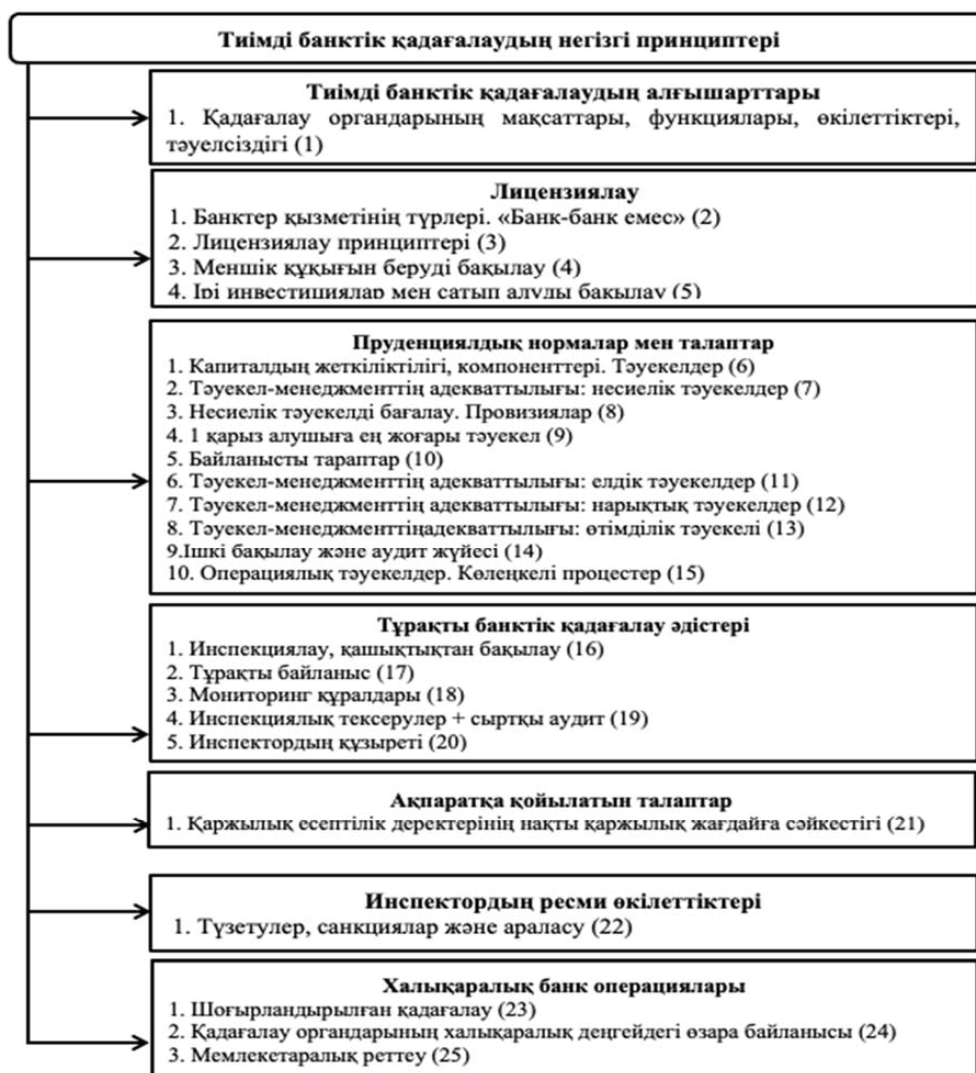 Тиімді банктік қадағалаудың негізгі принциптері
Тиімді банктік қадағалаудың алғышарттары
1. Қадағалау органдарының мақсаттары, функциялары, өкілеттіктері,
тәуелсіздігі (1)
Лицензиялау
1. Банктер қызметінің түрлері. «Банк-банк емес» (2)
2. Лицензиялау принциптері (3)
3. Меншік құқығын беруді бақылау (4)
4. Ірі инвестициялар мен сатып алуды бақылау (5)
Пруденциялдық нормалар мен талаптар
1. Капиталдың жеткіліктілігі, компоненттері. Тәуекелдер (6)
2. Тәуекел-менеджменттің адекваттылығы: несиелік тәуекелдер (7)
3. Несиелік тәуекелді бағалау. Провизиялар (8)
4. 1 қарыз алушыға ең жоғары тәуекел (9)
5. Байланысты тараптар (10)
6. Тәуекел-менеджменттің адекваттылығы: елдік тәуекелдер (11)
7. Тәуекел-менеджменттің адекваттылығы: нарықтық тәуекелдер (12)
8. Тәуекел-менеджменттіңадекваттылығы: өтімділік тәуекелі (13)
9.Ішкі бақылау және аудит жүйесі (14)
10. Операциялық тәуекелдер. Көлеңкелі процестер (15)
Тұрақты банктік қадағалау әдістері
1. Инспекциялау, қашықтықтан бақылау (16)
2. Тұрақты байланыс (17)
3. Мониторинг құралдары (18)
4. Инспекциялық тексерулер + сыртқы аудит (19)
5. Инспектордың құзыреті (20)
Ақпаратқа қойылатын талаптар
1. Қаржылық есептілік деректерінің нақты қаржылық жағдайға сәйкестігі (21)
Инспектордың ресми өкілеттіктері
1. Түзетулер, санкциялар және араласу (22)
Халықаралық банк операциялары
1. Шоғырландырылған қадағалау (23)
2. Қадағалау органдарының халықаралық деңгейдегі өзара байланысы (24)
3. Мемлекетаралық реттеу (25)